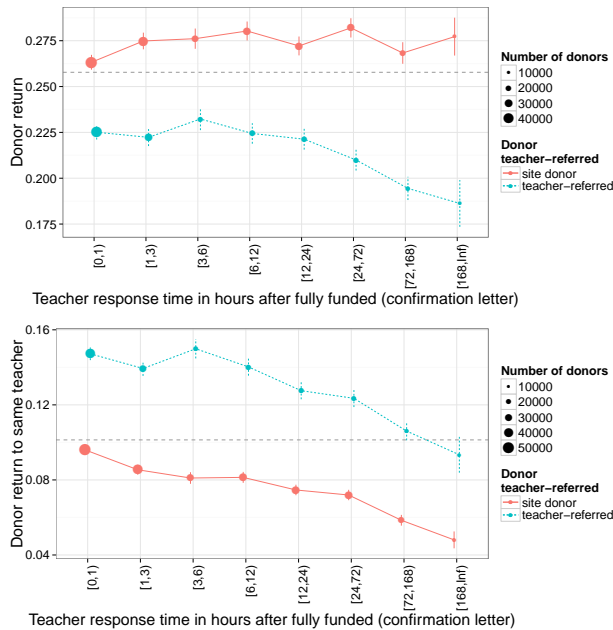 Donor return
0.275
0.250
0.225
0.200
0.175
[0,1)
[1,3)
[3,6)
[6,12)
[12,24)
[24,72)
[72,168)
[168,Inf)
Teacher response time in hours after fully funded (confirmation letter)
Number of donors
10000
20000
30000
40000
Donor
teacher−referred
site donor
teacher−referred
Donor return to same teacher
0.16
0.12
0.08
0.04
[0,1)
[1,3)
[3,6)
[6,12)
[12,24)
[24,72)
[72,168)
[168,Inf)
Teacher response time in hours after fully funded (confirmation letter)
Number of donors
10000
20000
30000
40000
50000
Donor
teacher−referred
site donor
teacher−referred